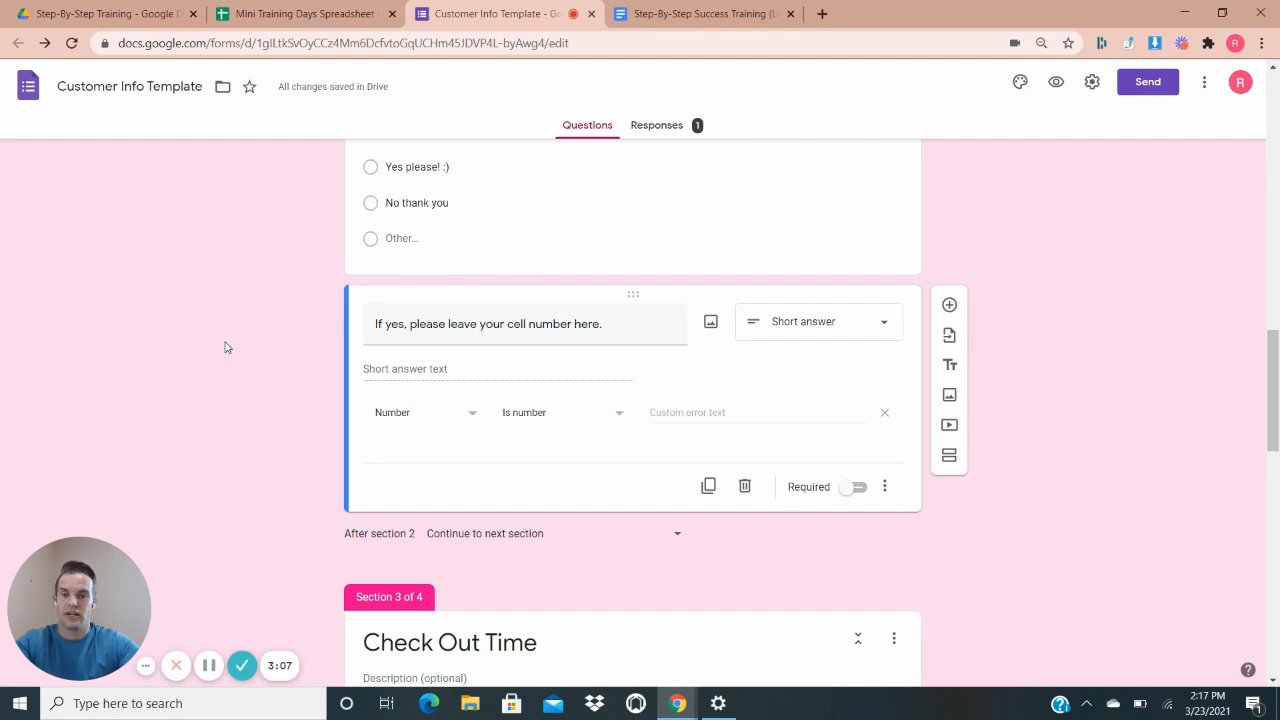 Step-By-Step Training - Google D
Mini Training Days Spreadsheet -
Customer Info Template - Go
Step-By-Step Success Training (L
docs.google.com/forms/d/1gILtkSvOyCCz4Mm6DcfvtoGqUCHm45JDVP4L-byAwg4/edit
R
Customer Info Template
All changes saved in Drive
Send
R
Questions
Responses 1
Yes please! :)
No thank you
Other...
If yes, please leave your cell number here.
Short answer
Short answer text
Number
Is number
Custom error text
Required
After section 2 Continue to next section
Section 3 of 4
Check Out Time
Description (optional)
3:07
Type here to search
2:17 PM
3/23/2021